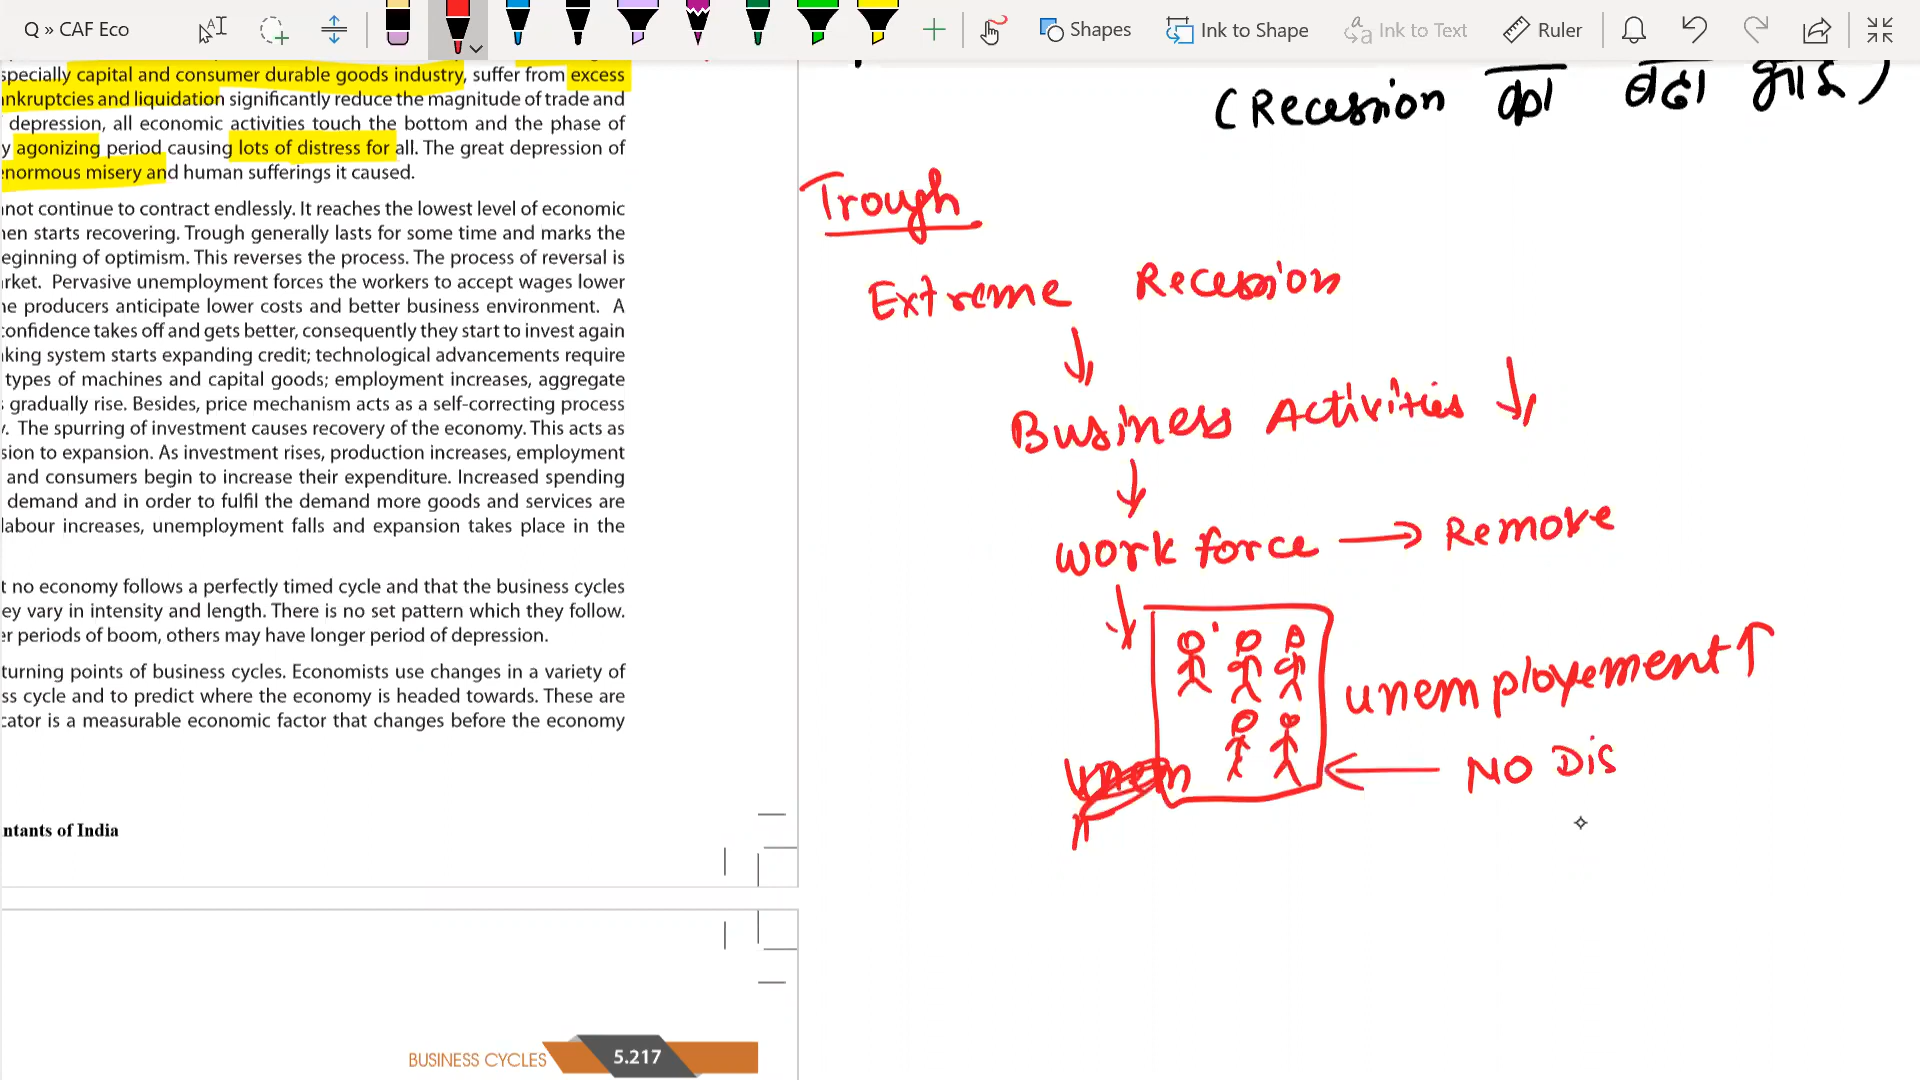 Q » CAF Eco
Shapes
Ink to Shape
Ink to Text
Ruler
specially capital and consumer durable goods industry, suffer from excess
nkruptcies and liquidation significantly reduce the magnitude of trade and
depression, all economic activities touch the bottom and the phase of
y agonizing period causing lots of distress for all. The great depression of
enormous misery and human sufferings it caused.
nnot continue to contract endlessly. It reaches the lowest level of economic
hen starts recovering. Trough generally lasts for some time and marks the
eginning of optimism. This reverses the process. The process of reversal is
rket. Pervasive unemployment forces the workers to accept wages lower
he producers anticipate lower costs and better business environment. A
confidence takes off and gets better, consequently they start to invest again
nking system starts expanding credit; technological advancements require
types of machines and capital goods; employment increases, aggregate
s gradually rise. Besides, price mechanism acts as a self-correcting process
y. The spurring of investment causes recovery of the economy. This acts as
sion to expansion. As investment rises, production increases, employment
and consumers begin to increase their expenditure. Increased spending
demand and in order to fulfil the demand more goods and services are
labour increases, unemployment falls and expansion takes place in the
t no economy follows a perfectly timed cycle and that the business cycles
ey vary in intensity and length. There is no set pattern which they follow.
er periods of boom, others may have longer period of depression.
turning points of business cycles. Economists use changes in a variety of
ss cycle and to predict where the economy is headed towards. These are
cator is a measurable economic factor that changes before the economy
ntants of India
BUSINESS CYCLES 5.217
(Recession का
Trough
Extreme Recession
↓
Business Activities ↓
↓
Work force → Remove
↓
unemployement ↑
← NO Dis